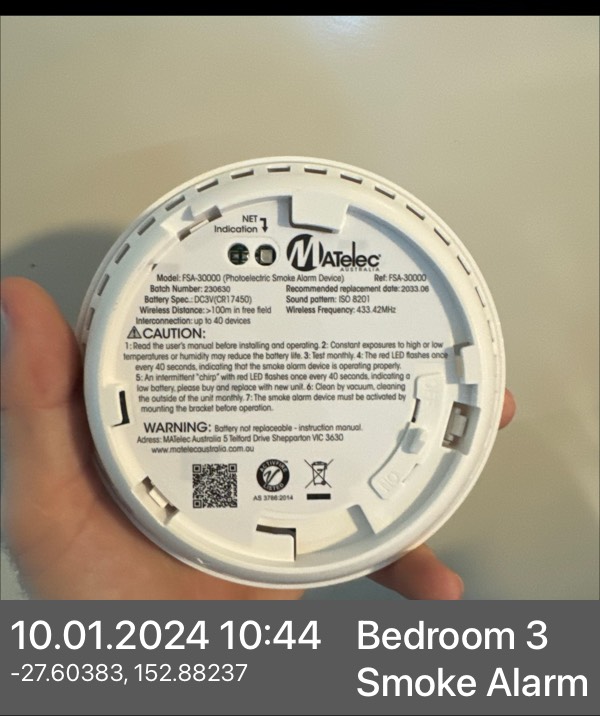 NET
Indication
MATelec
AUSTRALIA
Model: FSA-30000 (Photoelectric Smoke Alarm Device) Ref: FSA-30000
Batch Number: 230630 Recommended replacement date: 2033.06
Battery Spec.: DC3V(CR17450) Sound pattern: ISO 8201
Wireless Distance: >100m in free field Wireless Frequency: 433.42MHz
Interconnection: up to 40 devices
CAUTION:
1: Read the user's manual before installing and operating. 2: Constant exposures to high or low
temperatures or humidity may reduce the battery life. 3: Test monthly. 4: The red LED flashes once
every 40 seconds, indicating that the smoke alarm device is operating properly.
5: An intermittent "chirp" with red LED flashes once every 40 seconds, indicating a
low battery, please buy and replace with new unit. 6: Clean by vacuum, cleaning
the outside of the unit monthly. 7: The smoke alarm device must be activated by
mounting the bracket before operation.
WARNING: Battery not replaceable - instruction manual.
Adress: MATelec Australia 5 Telford Drive Shepparton VIC 3630
www.matelecaustralia.com.au
AS 3786:2014
10.01.2024 10:44
-27.60383, 152.88237
Bedroom 3
Smoke Alarm